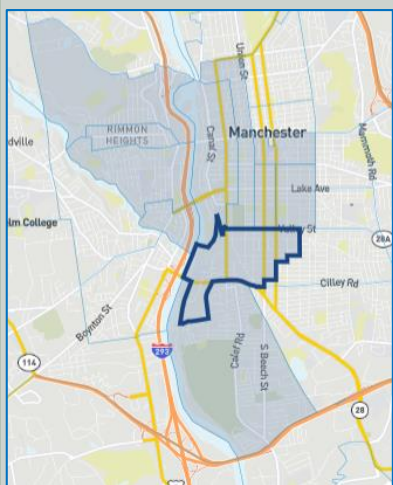 Union St
RIMMON
HEIGHTS
Canal St
Manchester
Mammoth Rd
dville
Lake Ave
lm College
Valley St
28A
Cilley Rd
Boynton St
293
Calef Rd
S Beech St
114
28